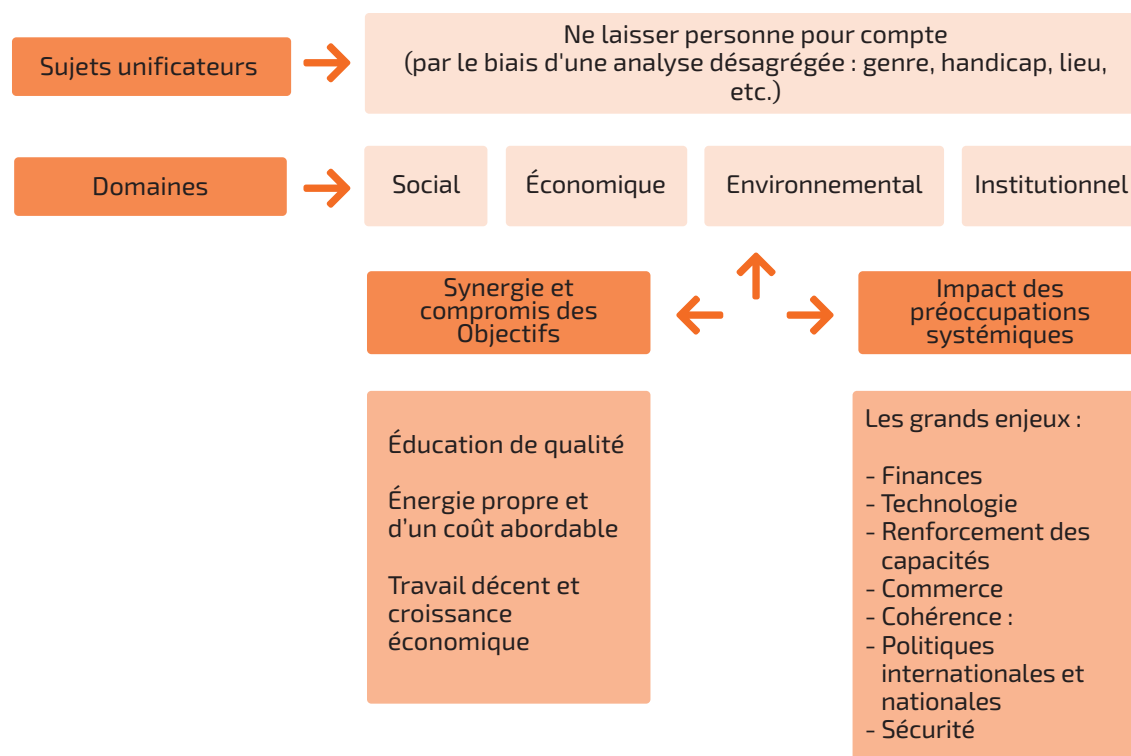 Sujets unificateurs
Ne laisser personne pour compte
(par le biais d'une analyse désagrégée : genre, handicap, lieu,
etc.)
Domaines
Social
Économique
Environnemental
Institutionnel
Synergie et
compromis des
Objectifs
Impact des
préoccupations
systémiques
Éducation de qualité
Énergie propre et
d’un coût abordable
Travail décent et
croissance
économique
Les grands enjeux :
- Finances
- Technologie
- Renforcement des
capacités
- Commerce
- Cohérence :
- Politiques
internationales et
nationales
- Sécurité